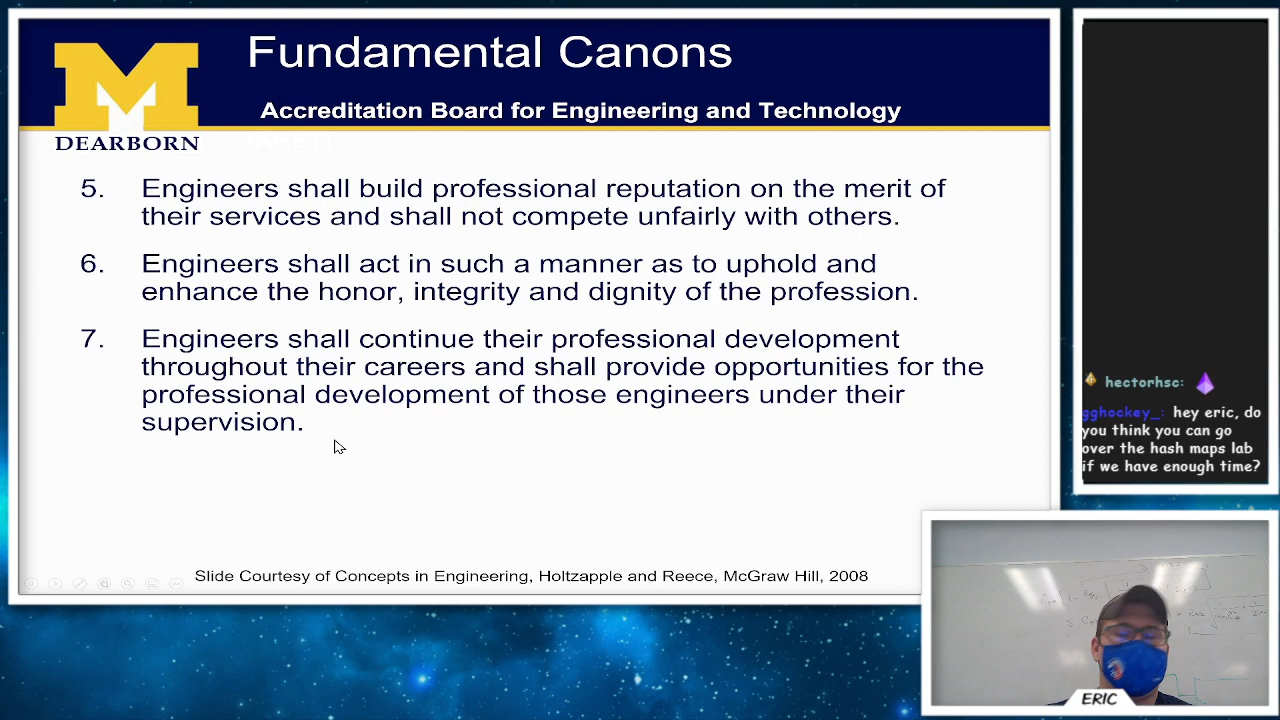 Fundamental Canons
Accreditation Board for Engineering and Technology
(ABET)
M
DEARBORN
5. Engineers shall build professional reputation on the merit of
their services and shall not compete unfairly with others.
6. Engineers shall act in such a manner as to uphold and
enhance the honor, integrity and dignity of the profession.
7. Engineers shall continue their professional development
throughout their careers and shall provide opportunities for the
professional development of those engineers under their
supervision.
Slide Courtesy of Concepts in Engineering, Holtzapple and Reece, McGraw Hill, 2008
hectorhsc:
gghockey_: hey eric, do
you think you can go
over the hash maps lab
if we have enough time?
ERIC